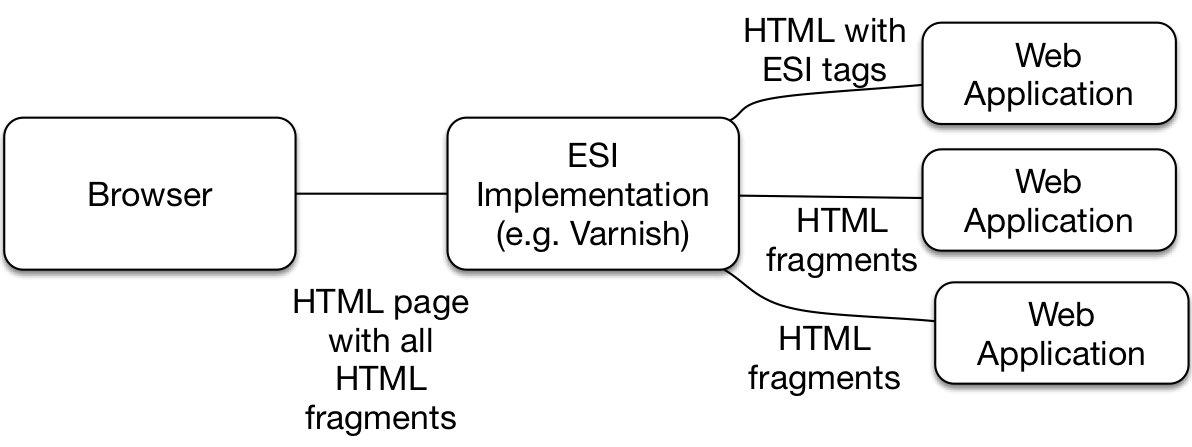 Browser
HTML page
with all
HTML
fragments
ESI
Implementation
(e.g. Varnish)
HTML with
ESI tags
Web
Application
HTML
fragments
Web
Application
HTML
fragments
Web
Application